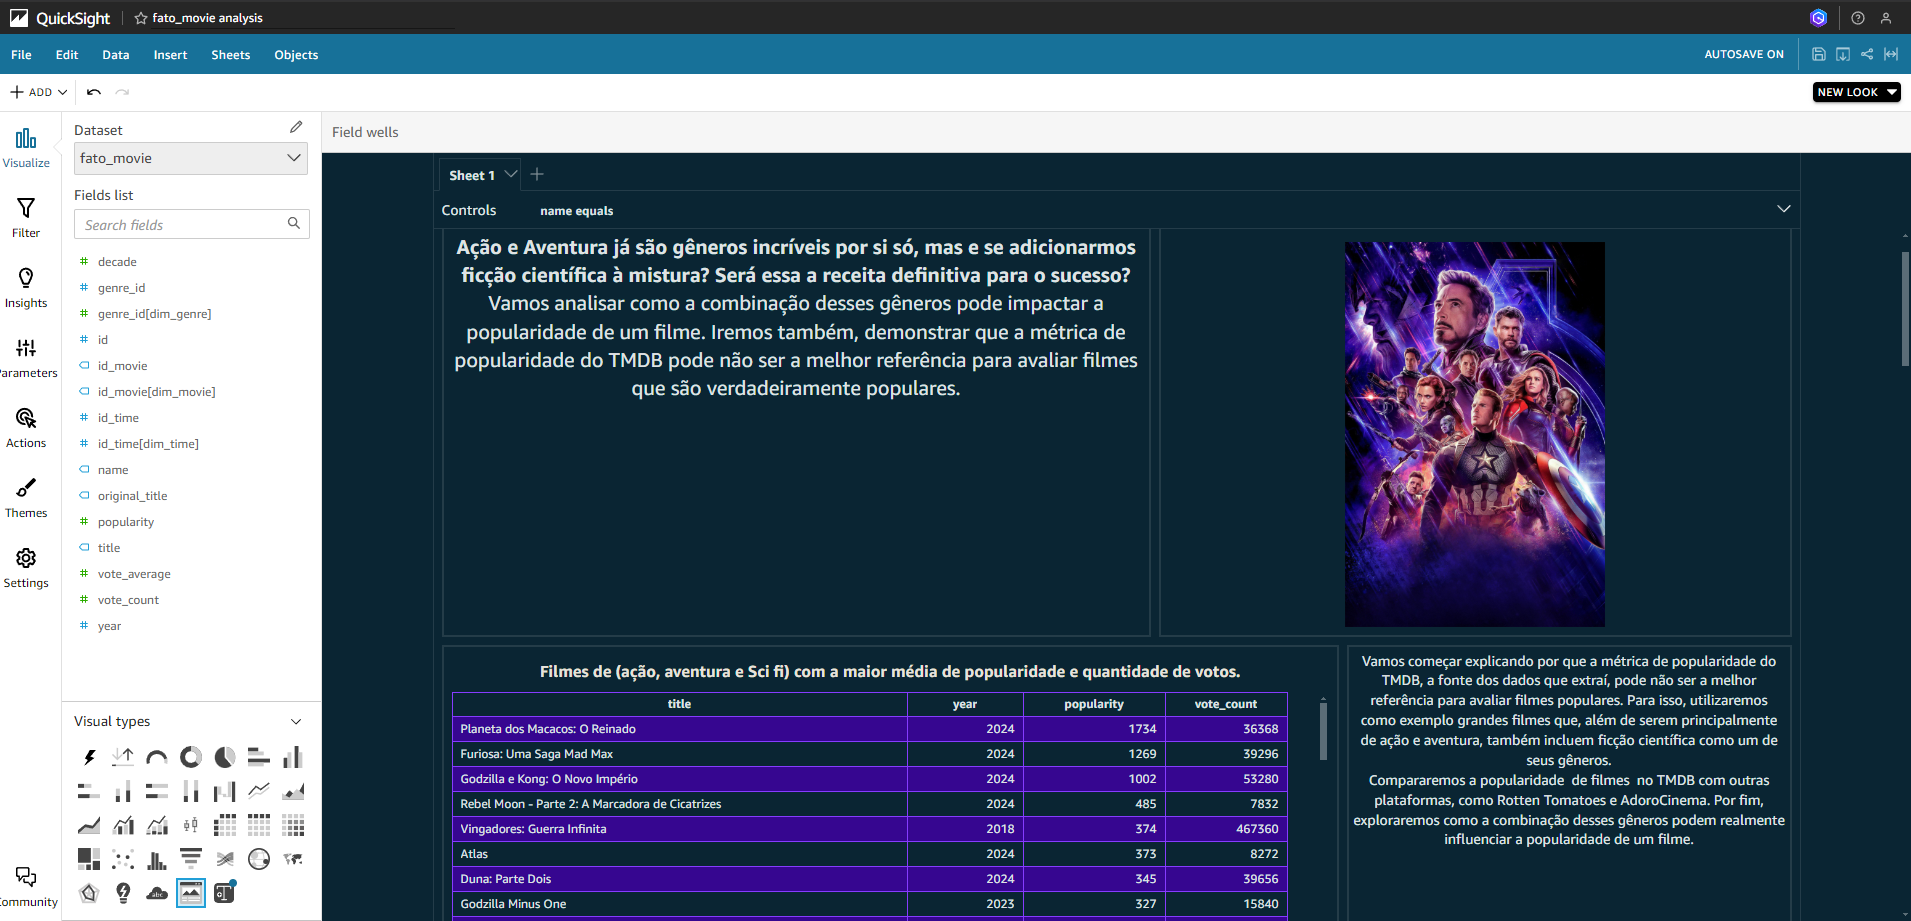 QuickSight
fato_movie analysis
File Edit Data Insert Sheets Objects
AUTOSAVE ON
ADD
NEW LOOK
Visualize
Filter
Insights
Parameters
Actions
Themes
Settings
Community
Dataset
fato_movie
Fields list
Search fields
decade
genre_id
genre_id[dim_genre]
id
id_movie
id_movie[dim_movie]
id_time
id_time[dim_time]
name
original_title
popularity
title
vote_average
vote_count
year
Visual types
Field wells
Sheet 1
Controls
name equals
Ação e Aventura já são gêneros incríveis por si só, mas e se adicionarmos
ficção científica à mistura? Será essa a receita definitiva para o sucesso?
Vamos analisar como a combinação desses gêneros pode impactar a
popularidade de um filme. Iremos também, demonstrar que a métrica de
popularidade do TMDB pode não ser a melhor referência para avaliar filmes
que são verdadeiramente populares.
Filmes de (ação, aventura e Sci fi) com a maior média de popularidade e quantidade de votos.
title year popularity vote_count
Planeta dos Macacos: O Reinado 2024 1734 36368
Furiosa: Uma Saga Mad Max 2024 1269 39296
Godzilla e Kong: O Novo Império 2024 1002 53280
Rebel Moon - Parte 2: A Marcadora de Cicatrizes 2024 485 7832
Vingadores: Guerra Infinita 2018 374 467360
Atlas 2024 373 8272
Duna: Parte Dois 2024 345 39656
Godzilla Minus One 2023 327 15840
Vamos começar explicando por que a métrica de popularidade do
TMDB, a fonte dos dados que extraí, pode não ser a melhor
referência para avaliar filmes populares. Para isso, utilizaremos
como exemplo grandes filmes que, além de serem principalmente
de ação e aventura, também incluem ficção científica como um de
seus gêneros.
Compararemos a popularidade de filmes no TMDB com outras
plataformas, como Rotten Tomatoes e AdoroCinema. Por fim,
exploraremos como a combinação desses gêneros podem realmente
influenciar a popularidade de um filme.